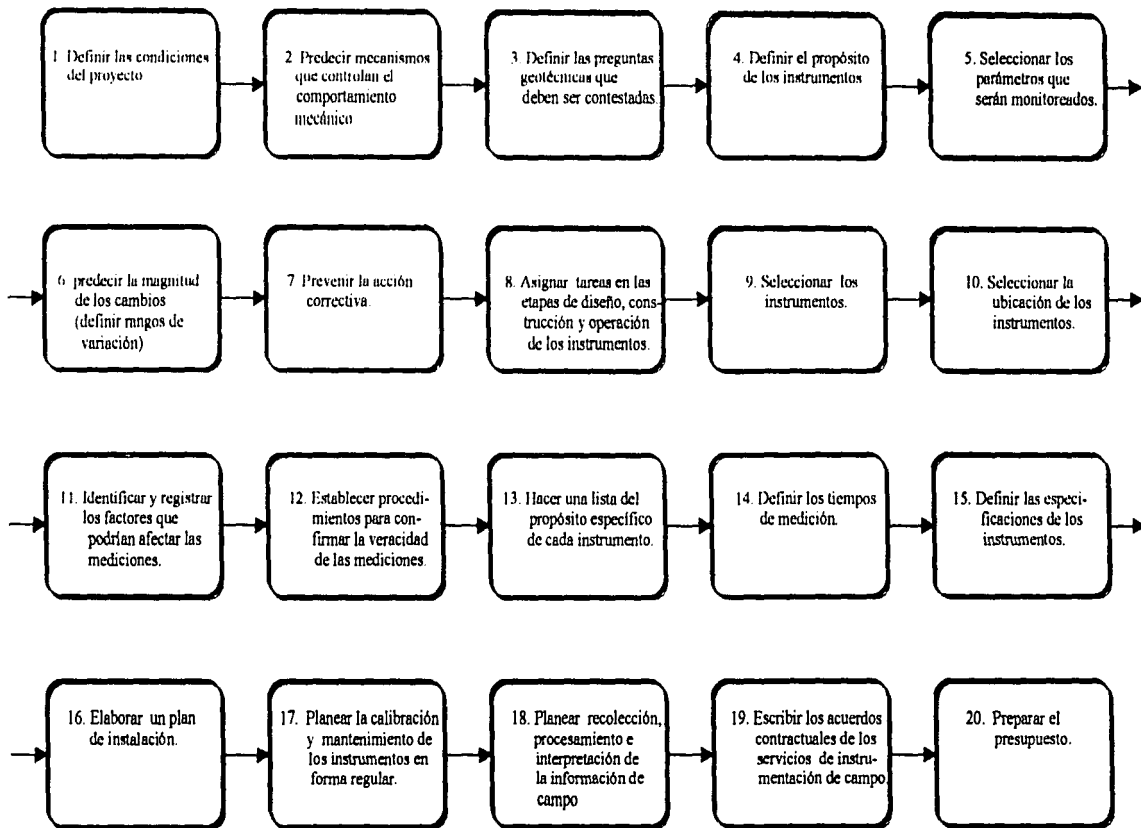 1. Definir las condiciones
del proyecto
2 Predecir mecanismos
que controlan el
comportamiento
mecánico
3. Definir las preguntas
geotécnicas que
deben ser contestadas.
4. Definir el propósito
de los instrumentos
5. Seleccionar los
parámetros que
serán monitoreados.
6. predecir la magnitud
de los cambios
(definir rangos de
variación)
7 Prevenir la acción
correctiva.
8. Asignar tareas en las
etapas de diseño, cons-
trucción y operación
de los instrumentos.
9. Seleccionar los
instrumentos.
10. Seleccionar la
ubicación de los
instrumentos.
11. Identificar y registrar
los factores que
podrían afectar las
mediciones.
12. Establecer procedi-
mientos para con-
firmar la veracidad
de las mediciones.
13. Hacer una lista del
propósito específico
de cada instrumento.
14. Definir los tiempos
de medición.
15. Definir las especi-
ficaciones de los
instrumentos.
16. Elaborar un plan
de instalación.
17. Planear la calibración
y mantenimiento de
los instrumentos en
forma regular.
18. Planear recolección,
procesamiento e
interpretación de
la información de
campo
19. Escribir los acuerdos
contractuales de los
servicios de instru-
mentación de campo.
20. Preparar el
presupuesto.